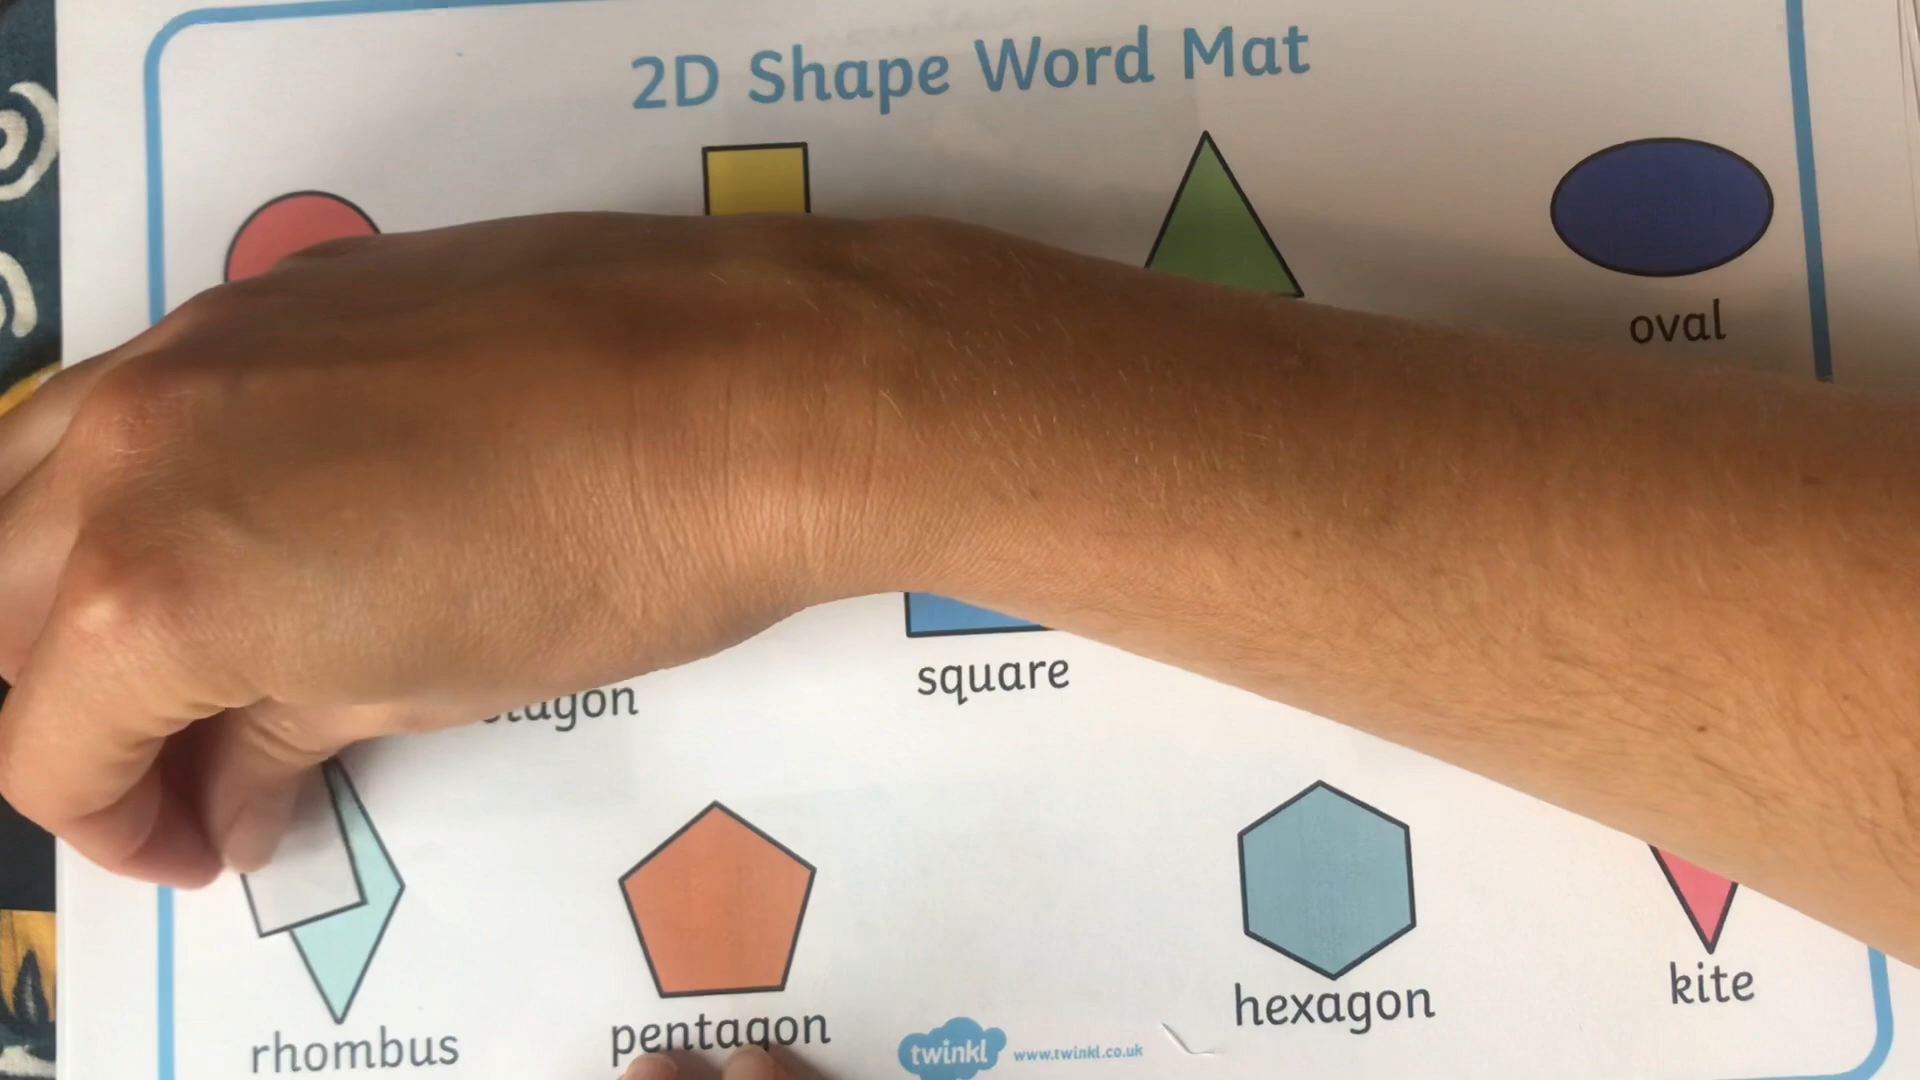 2D Shape Word Mat
oval
square
rhombus
pentagon
hexagon
kite
twinkl
www.twinkl.co.uk